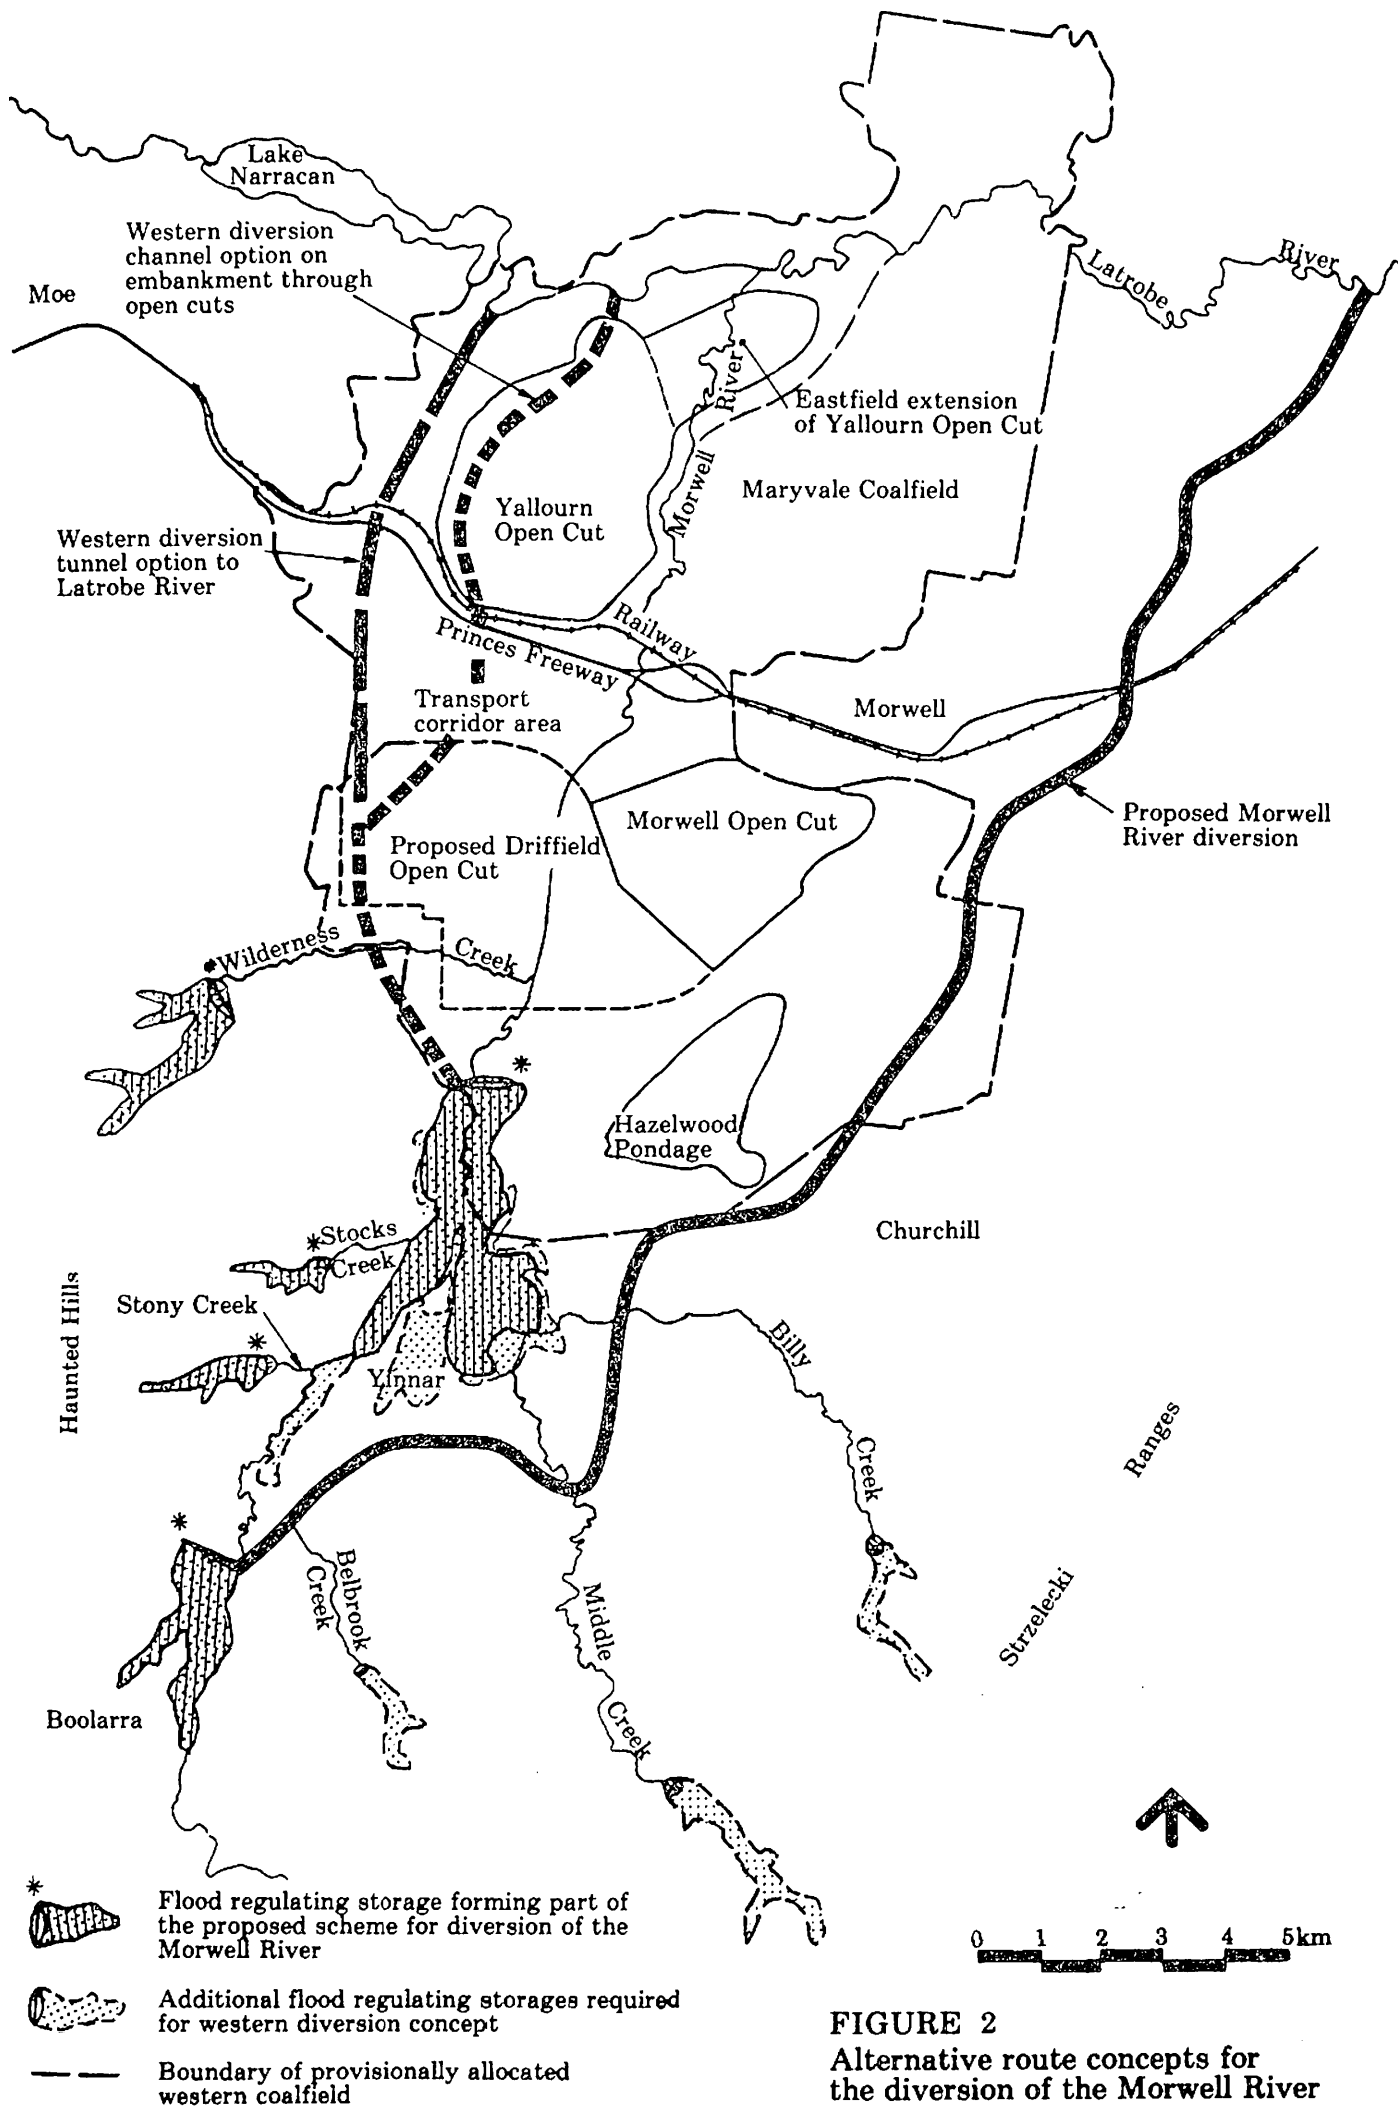 Lake
Narracan
Western diversion
channel option on
embankment through
open cuts
Moe
Latrobe
River
River
Eastfield extension
of Yallourn Open Cut
Morwell
Maryvale Coalfield
Yallourn
Open Cut
Western diversion
tunnel option to
Latrobe River
Railway
Princes Freeway
Transport
corridor area
Morwell
Morwell Open Cut
Proposed Morwell
River diversion
Proposed Driffield
Open Cut
Wilderness
Creek
*
*
Hazelwood
Pondage
*Stocks
Creek
Churchill
Stony Creek
*
Haunted Hills
Yinnar
Billy
Creek
Ranges
Strzelecki
*
Belbrook
Creek
Middle
Creek
Boolarra
*
Flood regulating storage forming part of
the proposed scheme for diversion of the
Morwell River
0 1 2 3 4 5km
Additional flood regulating storages required
for western diversion concept
Boundary of provisionally allocated
western coalfield
FIGURE 2
Alternative route concepts for
the diversion of the Morwell River